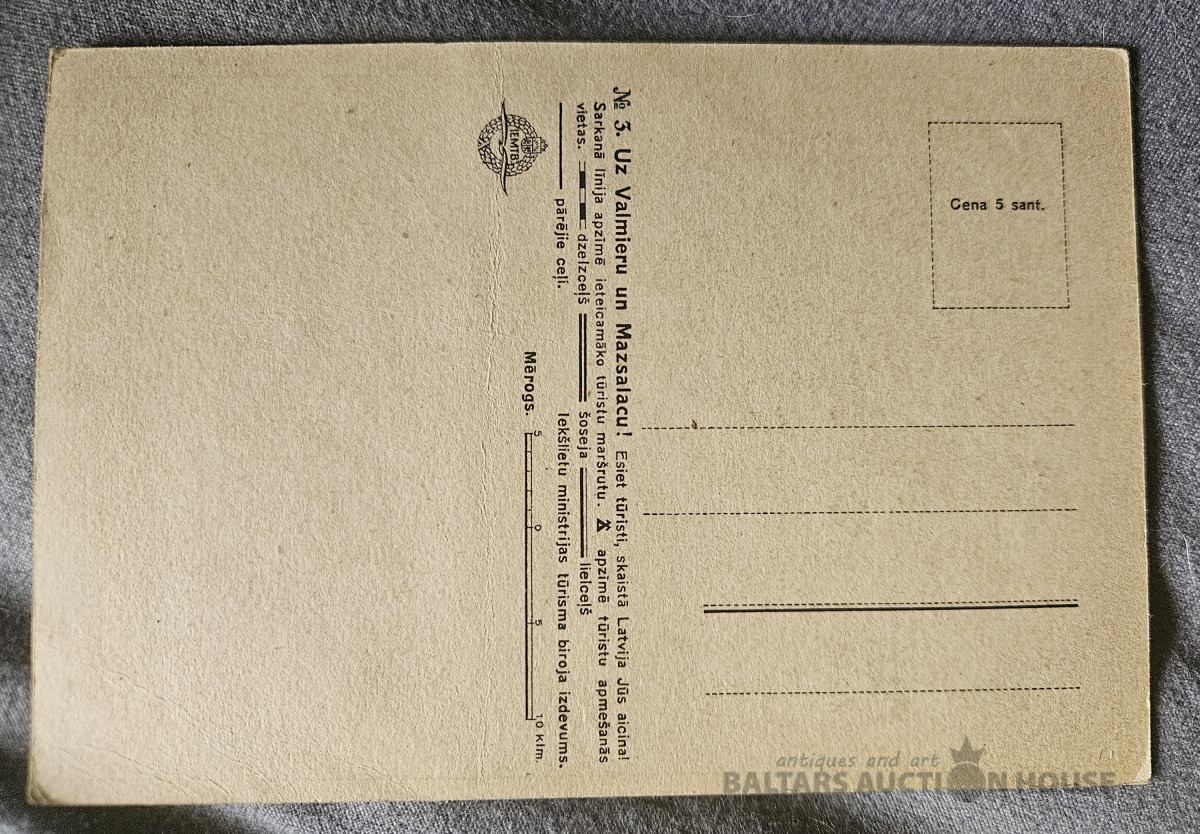 № 3. Uz Valmieru un Mazsalacu! Esiet tūristi, skaistā Latvija Jūs aicina!
Sarkanā līnija apzīmē ieteicamāko tūristu maršrutu. apzīmē tūristu apmešanās
vietas. dzelzceļš šoseja lielceļš
pārējie ceļi. Iekšlietu ministrijas tūrisma biroja izdevums.
IEMTB
Mērogs. 5 0 5 10 klm.
Cena 5 sant.
antiques and art
BALTARS AUCTION HOUSE